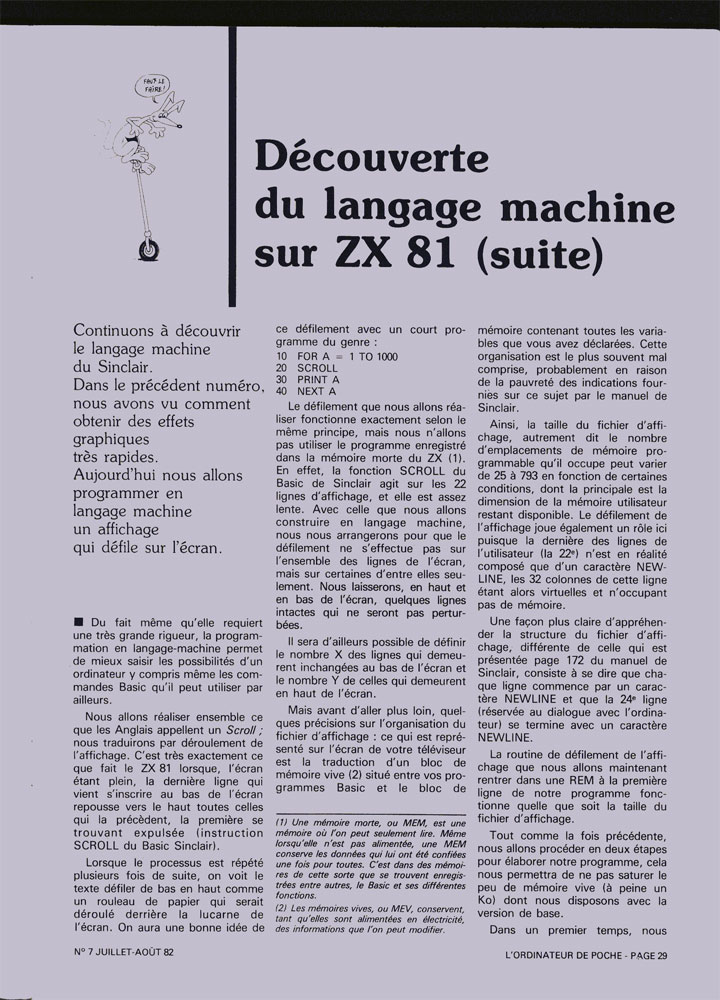 FAUT LE
FAIRE!
Découverte
du langage machine
sur ZX 81 (suite)
Continuons à découvrir
le langage machine
du Sinclair.
Dans le précédent numéro,
nous avons vu comment
obtenir des effets
graphiques
très rapides.
Aujourd'hui nous allons
programmer en
langage machine
un affichage
qui défile sur l'écran.
■ Du fait même qu'elle requiert
une très grande rigueur, la program-
mation en langage-machine permet
de mieux saisir les possibilités d'un
ordinateur y compris même les com-
mandes Basic qu'il peut utiliser par
ailleurs.
Nous allons réaliser ensemble ce
que les Anglais appellent un Scroll ;
nous traduirons par déroulement de
l'affichage. C'est très exactement ce
que fait le ZX 81 lorsque, l'écran
étant plein, la dernière ligne qui
vient s'inscrire au bas de l'écran
repousse vers le haut toutes celles
qui la précèdent, la première se
trouvant expulsée (instruction
SCROLL du Basic Sinclair).
Lorsque le processus est répété
plusieurs fois de suite, on voit le
texte défiler de bas en haut comme
un rouleau de papier qui serait
déroulé derrière la lucarne de
l'écran. On aura une bonne idée de
ce défilement avec un court pro-
gramme du genre :
10 FOR A = 1 TO 1000
20 SCROLL
30 PRINT A
40 NEXT A
Le défilement que nous allons réa-
liser fonctionne exactement selon le
même principe, mais nous n'allons
pas utiliser le programme enregistré
dans la mémoire morte du ZX (1).
En effet, la fonction SCROLL du
Basic de Sinclair agit sur les 22
lignes d'affichage, et elle est assez
lente. Avec celle que nous allons
construire en langage machine,
nous nous arrangerons pour que le
défilement ne s'effectue pas sur
l'ensemble des lignes de l'écran,
mais sur certaines d'entre elles seu-
lement. Nous laisserons, en haut et
en bas de l'écran, quelques lignes
intactes qui ne seront pas pertur-
bées.
Il sera d'ailleurs possible de définir
le nombre X des lignes qui demeu-
rent inchangées au bas de l'écran et
le nombre Y de celles qui demeurent
en haut de l'écran.
Mais avant d'aller plus loin, quel-
ques précisions sur l'organisation du
fichier d'affichage : ce qui est repré-
senté sur l'écran de votre téléviseur
est la traduction d'un bloc de
mémoire vive (2) situé entre vos pro-
grammes Basic et le bloc de
(1) Une mémoire morte, ou MEM, est une
mémoire où l'on peut seulement lire. Même
lorsqu'elle n'est pas alimentée, une MEM
conserve les données qui lui ont été confiées
une fois pour toutes. C'est dans des mémoi-
res de cette sorte que se trouvent enregis-
trées entre autres, le Basic et ses différentes
fonctions.
(2) Les mémoires vives, ou MEV, conservent,
tant qu'elles sont alimentées en électricité,
des informations que l'on peut modifier.
mémoire contenant toutes les varia-
bles que vous avez déclarées. Cette
organisation est le plus souvent mal
comprise, probablement en raison
de la pauvreté des indications four-
nies sur ce sujet par le manuel de
Sinclair.
Ainsi, la taille du fichier d'affi-
chage, autrement dit le nombre
d'emplacements de mémoire pro-
grammable qu'il occupe peut varier
de 25 à 793 en fonction de certaines
conditions, dont la principale est la
dimension de la mémoire utilisateur
restant disponible. Le défilement de
l'affichage joue également un rôle ici
puisque la dernière des lignes de
l'utilisateur (la 22e) n'est en réalité
composé que d'un caractère NEW-
LINE, les 32 colonnes de cette ligne
étant alors virtuelles et n'occupant
pas de mémoire.
Une façon plus claire d'appréhen-
der la structure du fichier d'affi-
chage, différente de celle qui est
présentée page 172 du manuel de
Sinclair, consiste à se dire que cha-
que ligne commence par un carac-
tère NEWLINE et que la 24e ligne
(réservée au dialogue avec l'ordina-
teur) se termine avec un caractère
NEWLINE.
La routine de défilement de l'affi-
chage que nous allons maintenant
rentrer dans une REM à la première
ligne de notre programme fonc-
tionne quelle que soit la taille du
fichier d'affichage.
Tout comme la fois précédente,
nous allons procéder en deux étapes
pour élaborer notre programme, cela
nous permettra de ne pas saturer le
peu de mémoire vive (à peine un
Ko) dont nous disposons avec la
version de base.
Dans un premier temps, nous
N° 7 JUILLET-AOÛT 82
L'ORDINATEUR DE POCHE - PAGE 29